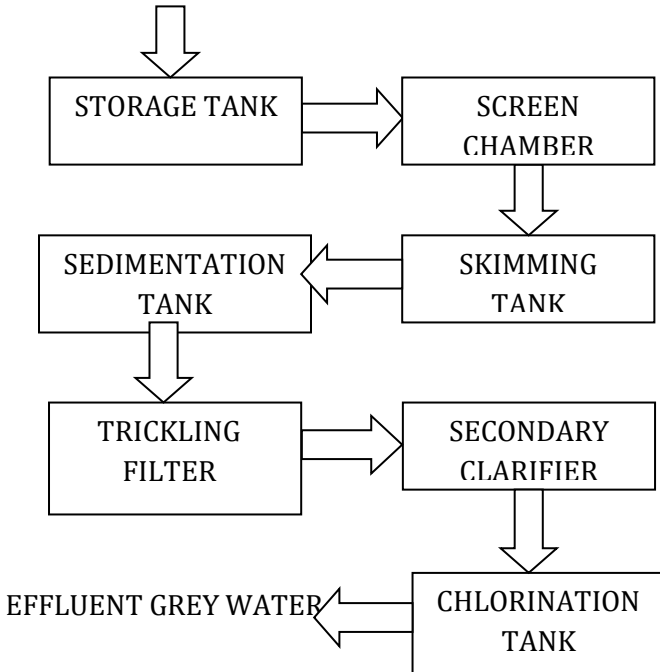 STORAGE TANK
SCREEN
CHAMBER
SKIMMING
TANK
SEDIMENTATION
TANK
TRICKLING
FILTER
SECONDARY
CLARIFIER
CHLORINATION
TANK
EFFLUENT GREY WATER